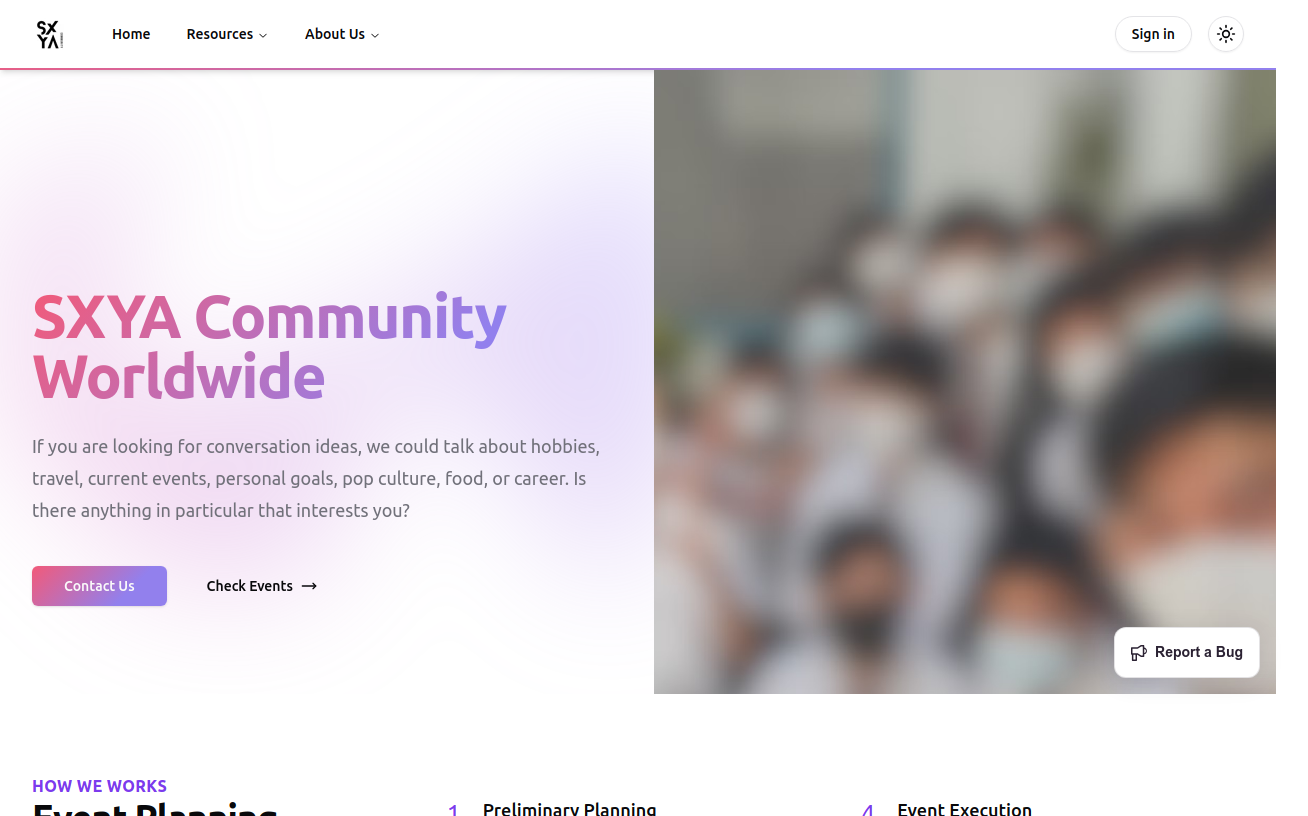 SX
YA
Home
Resources
About Us
Sign in
SXYA Community
Worldwide
If you are looking for conversation ideas, we could talk about hobbies,
travel, current events, personal goals, pop culture, food, or career. Is
there anything in particular that interests you?
Contact Us
Check Events
Report a Bug
HOW WE WORKS
Event Planning
1 Preliminary Planning
4 Event Execution